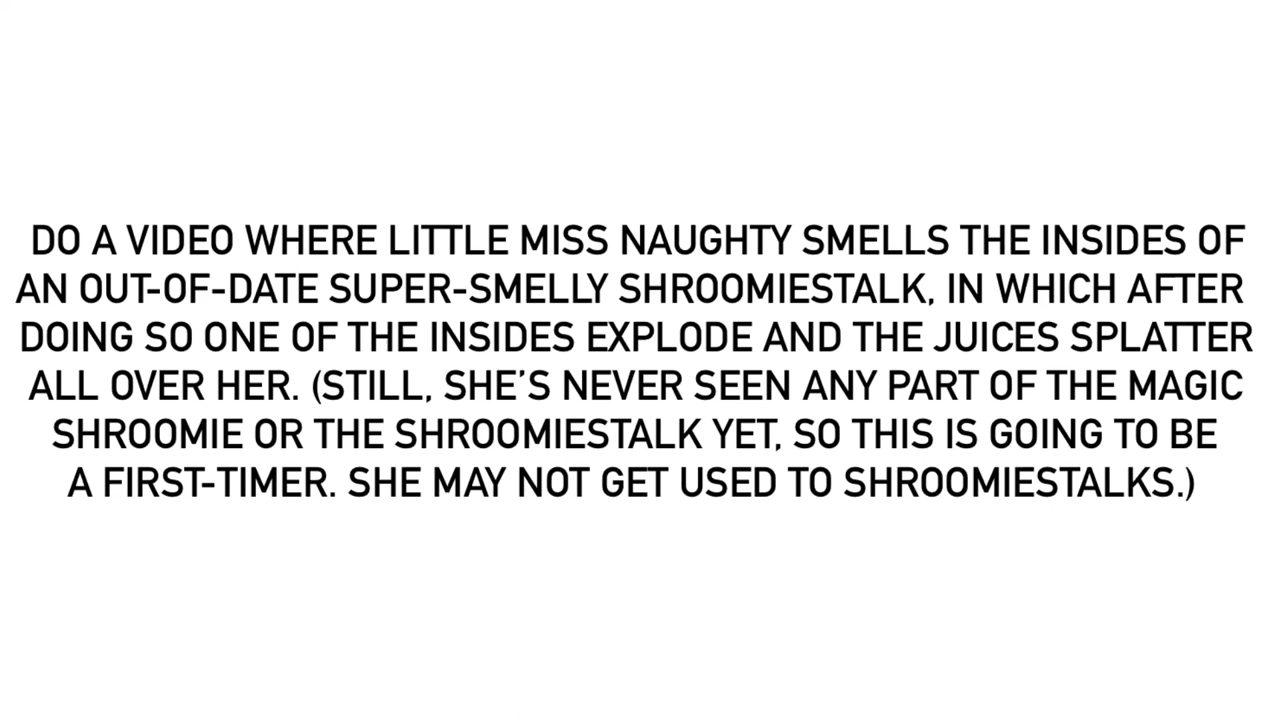 DO A VIDEO WHERE LITTLE MISS NAUGHTY SMELLS THE INSIDES OF
AN OUT-OF-DATE SUPER-SMELLY SHROOMIESTALK, IN WHICH AFTER
DOING SO ONE OF THE INSIDES EXPLODE AND THE JUICES SPLATTER
ALL OVER HER. (STILL, SHE’S NEVER SEEN ANY PART OF THE MAGIC
SHROOMIE OR THE SHROOMIESTALK YET, SO THIS IS GOING TO BE
A FIRST-TIMER. SHE MAY NOT GET USED TO SHROOMIESTALKS.)